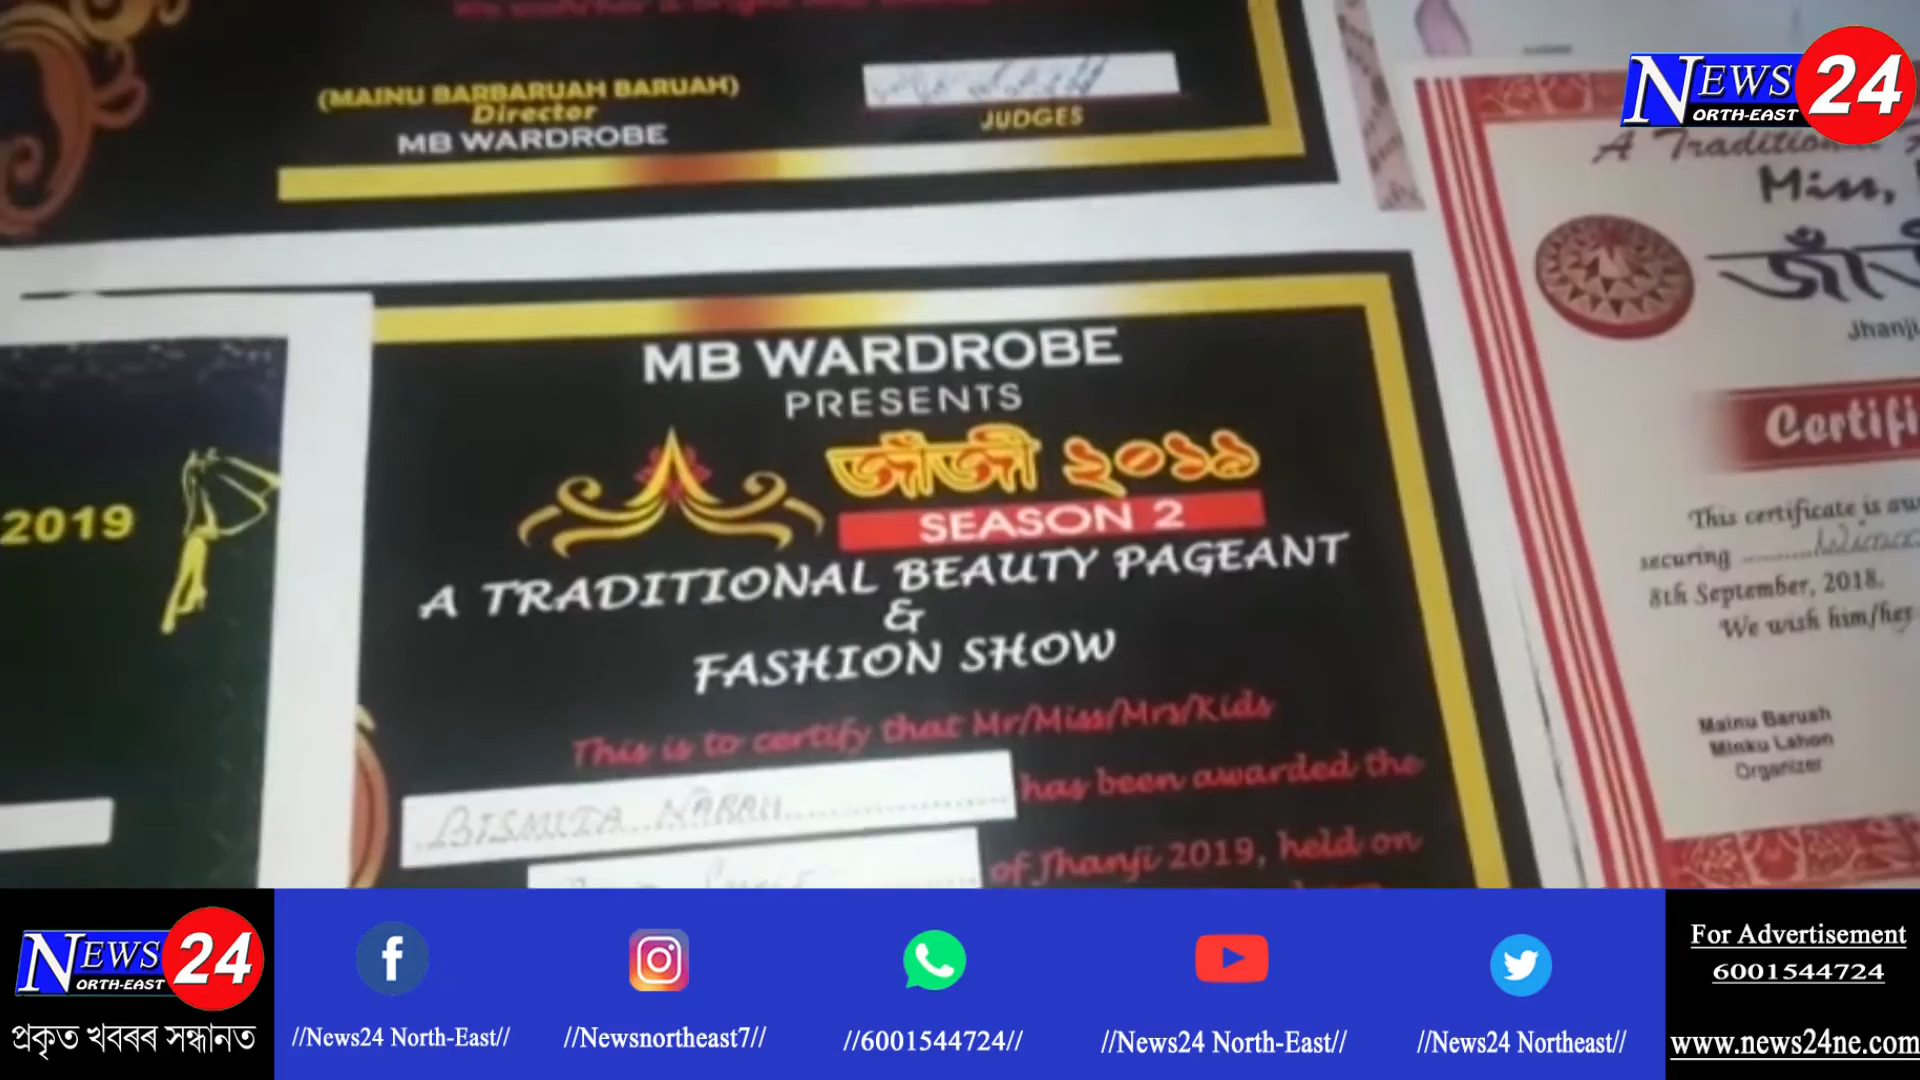 (MAINU BARBARUAH BARUAH)
Director
MB WARDROBE
JUDGES
NEWS 24
NORTH-EAST
A Traditional
Miss,
Jhanji
Certifi
This certificate is aw
securing
8th September, 2018.
We wish him/her
Mainu Baruah
Minku Lahon
Organizer
2019
MB WARDROBE
PRESENTS
জাঁজী ২০১৯
SEASON 2
A TRADITIONAL BEAUTY PAGEANT
&
FASHION SHOW
This is to certify that Mr/Miss/Mrs/Kids
BISMITA NARAH has been awarded the
of Jhanji 2019, held on
NEWS 24
NORTH-EAST
প্ৰকৃত খবৰৰ সন্ধানত
//News24 North-East//
//Newsnortheast7//
//6001544724//
//News24 North-East//
//News24 Northeast//
For Advertisement
6001544724
www.news24ne.com